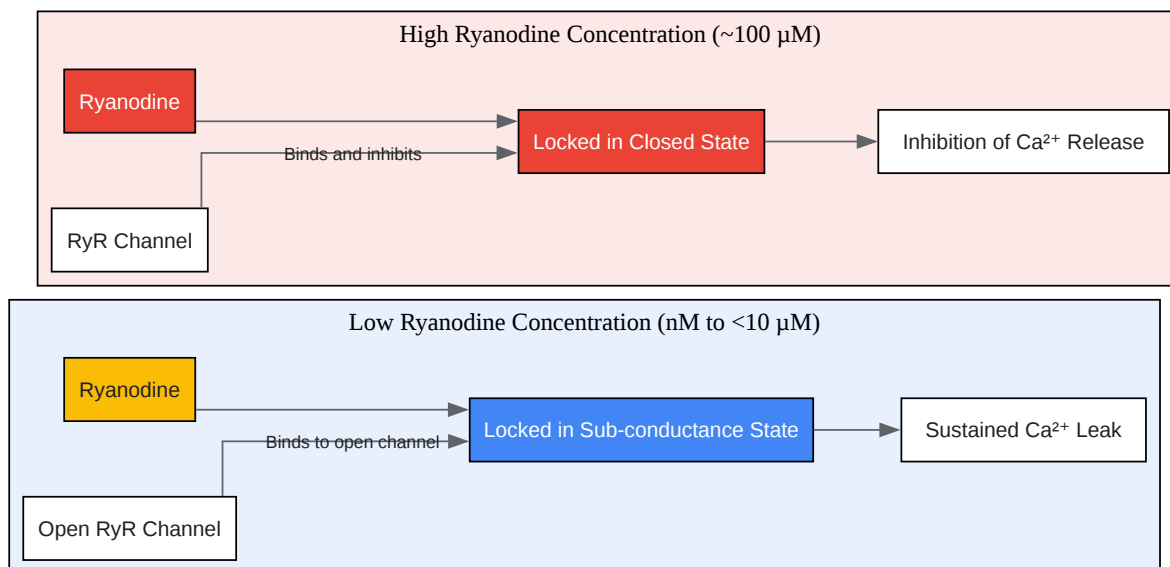 High Ryanodine Concentration (~100 µM)
Ryanodine
Locked in Closed State
Inhibition of Ca²⁺ Release
Binds and inhibits
RyR Channel
Low Ryanodine Concentration (nM to <10 µM)
Ryanodine
Locked in Sub-conductance State
Sustained Ca²⁺ Leak
Binds to open channel
Open RyR Channel